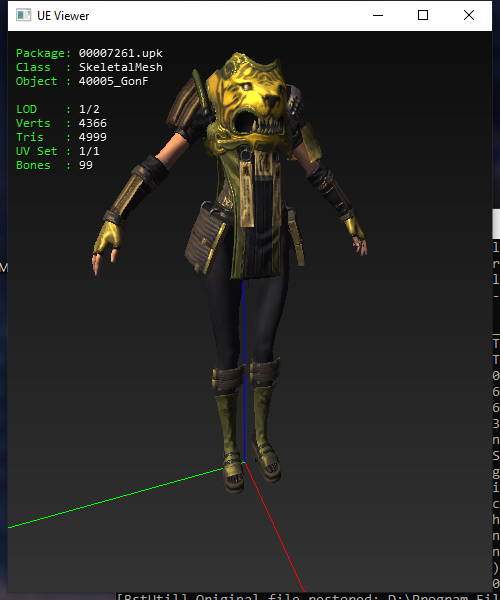 UE Viewer
Package: 00007261.upk
Class : SkeletalMesh
Object : 40005_GonF
LOD : 1/2
Verts : 4366
Tris : 4999
UV Set : 1/1
Bones : 99
[BstUtil] Original file restored: D:\Program Fil